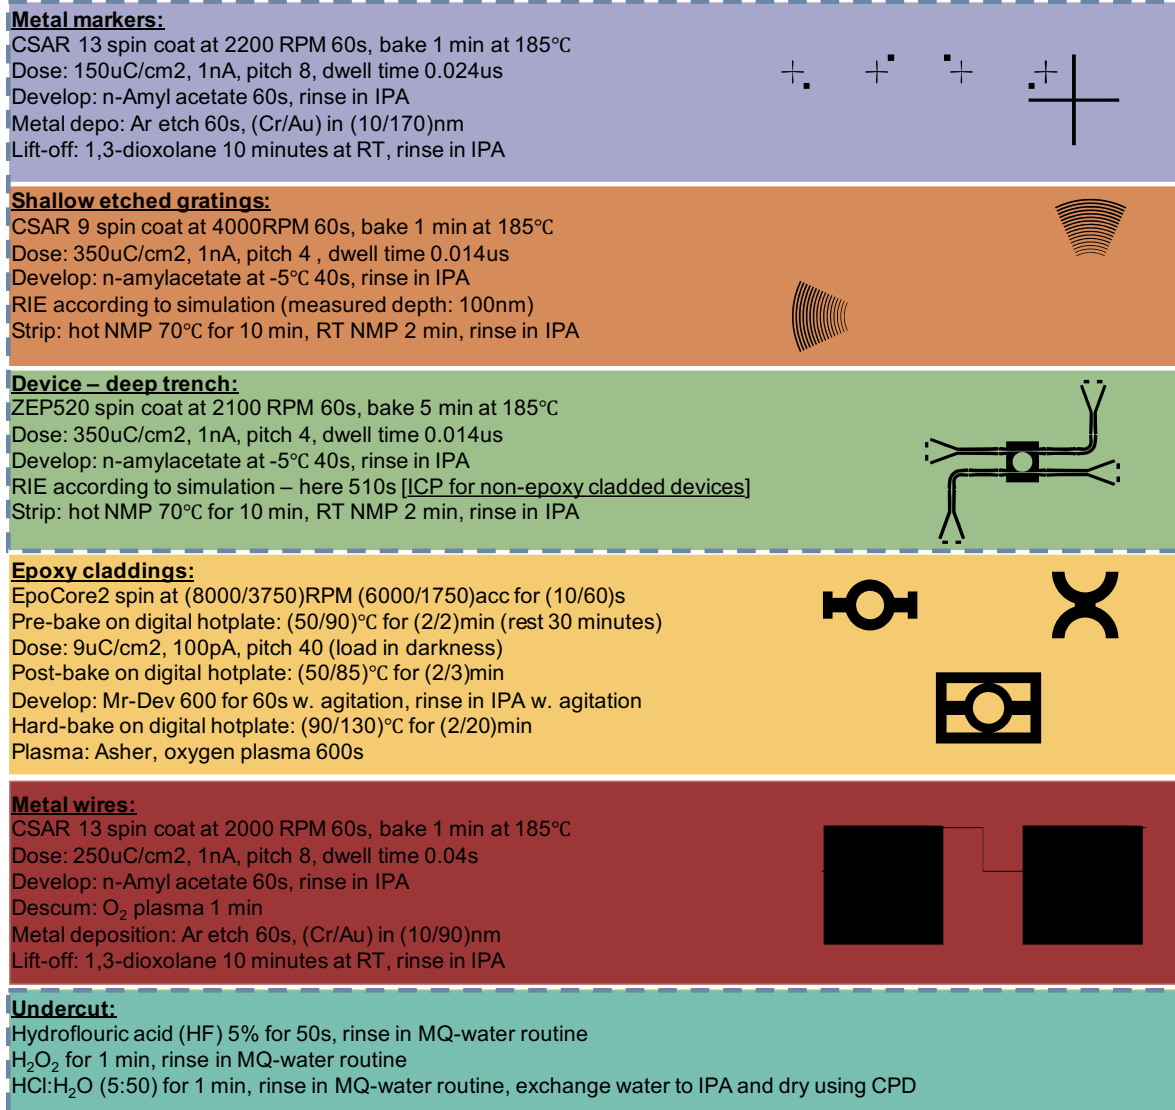 Metal markers:
CSAR 13 spin coat at 2200 RPM 60s, bake 1 min at 185℃
Dose: 150uC/cm2, 1nA, pitch 8, dwell time 0.024us
Develop: n-Amyl acetate 60s, rinse in IPA
Metal depo: Ar etch 60s, (Cr/Au) in (10/170)nm
Lift-off: 1,3-dioxolane 10 minutes at RT, rinse in IPA
Shallow etched gratings:
CSAR 9 spin coat at 4000RPM 60s, bake 1 min at 185℃
Dose: 350uC/cm2, 1nA, pitch 4 , dwell time 0.014us
Develop: n-amylacetate at -5℃ 40s, rinse in IPA
RIE according to simulation (measured depth: 100nm)
Strip: hot NMP 70℃ for 10 min, RT NMP 2 min, rinse in IPA
Device – deep trench:
ZEP520 spin coat at 2100 RPM 60s, bake 5 min at 185℃
Dose: 350uC/cm2, 1nA, pitch 4, dwell time 0.014us
Develop: n-amylacetate at -5℃ 40s, rinse in IPA
RIE according to simulation – here 510s [ICP for non-epoxy cladded devices]
Strip: hot NMP 70℃ for 10 min, RT NMP 2 min, rinse in IPA
Epoxy claddings:
EpoCore2 spin at (8000/3750)RPM (6000/1750)acc for (10/60)s
Pre-bake on digital hotplate: (50/90)℃ for (2/2)min (rest 30 minutes)
Dose: 9uC/cm2, 100pA, pitch 40 (load in darkness)
Post-bake on digital hotplate: (50/85)℃ for (2/3)min
Develop: Mr-Dev 600 for 60s w. agitation, rinse in IPA w. agitation
Hard-bake on digital hotplate: (90/130)℃ for (2/20)min
Plasma: Asher, oxygen plasma 600s
Metal wires:
CSAR 13 spin coat at 2000 RPM 60s, bake 1 min at 185℃
Dose: 250uC/cm2, 1nA, pitch 8, dwell time 0.04s
Develop: n-Amyl acetate 60s, rinse in IPA
Descum: O₂ plasma 1 min
Metal deposition: Ar etch 60s, (Cr/Au) in (10/90)nm
Lift-off: 1,3-dioxolane 10 minutes at RT, rinse in IPA
Undercut:
Hydroflouric acid (HF) 5% for 50s, rinse in MQ-water routine
H₂O₂ for 1 min, rinse in MQ-water routine
HCl:H₂O (5:50) for 1 min, rinse in MQ-water routine, exchange water to IPA and dry using CPD